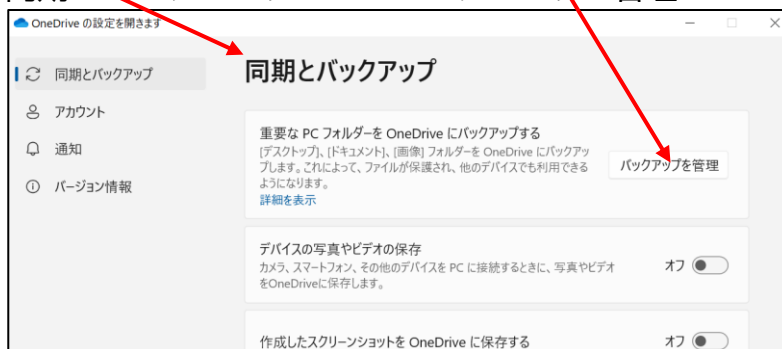 OneDrive の設定を開きます
同期とバックアップ
アカウント
通知
バージョン情報
同期とバックアップ
重要な PC フォルダーを OneDrive にバックアップする
[デスクトップ]、[ドキュメント]、[画像] フォルダーを OneDrive にバックアッ
プします。これによって、ファイルが保護され、他のデバイスでも利用できる
ようになります。
詳細を表示
バックアップを管理
デバイスの写真やビデオの保存
カメラ、スマートフォン、その他のデバイスを PC に接続するときに、写真やビデオ
をOneDriveに保存します。
オフ
作成したスクリーンショットを OneDrive に保存する
オフ